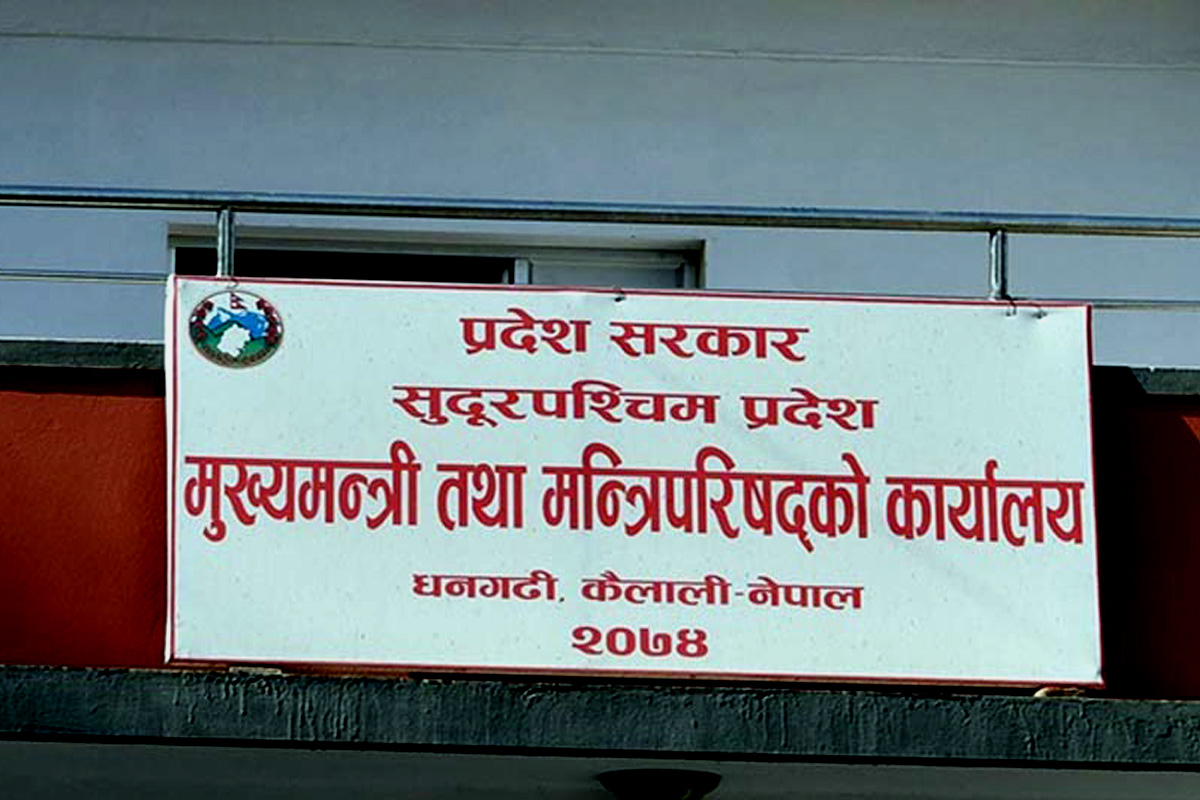 प्रदेश सरकार
सुदूरपश्चिम प्रदेश
मुख्यमन्त्री तथा मन्त्रिपरिषद्को कार्यालय
धनगढी, कैलाली-नेपाल
२०७४